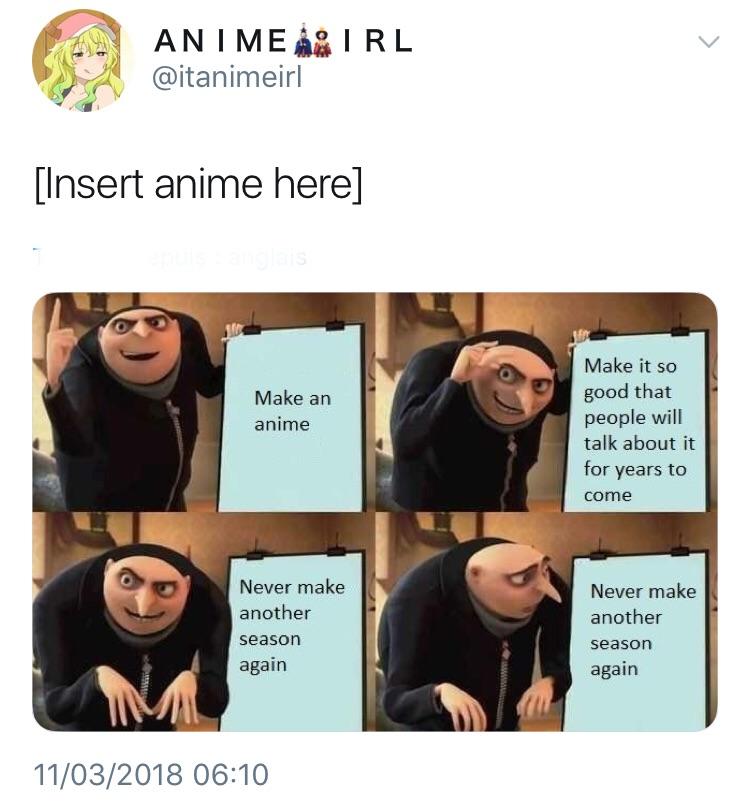 ANIME🎎IRL
@itanimeirl
[Insert anime here]
epuis : anglais
Make an
anime
Make it so
good that
people will
talk about it
for years to
come
Never make
another
season
again
Never make
another
season
again
11/03/2018 06:10